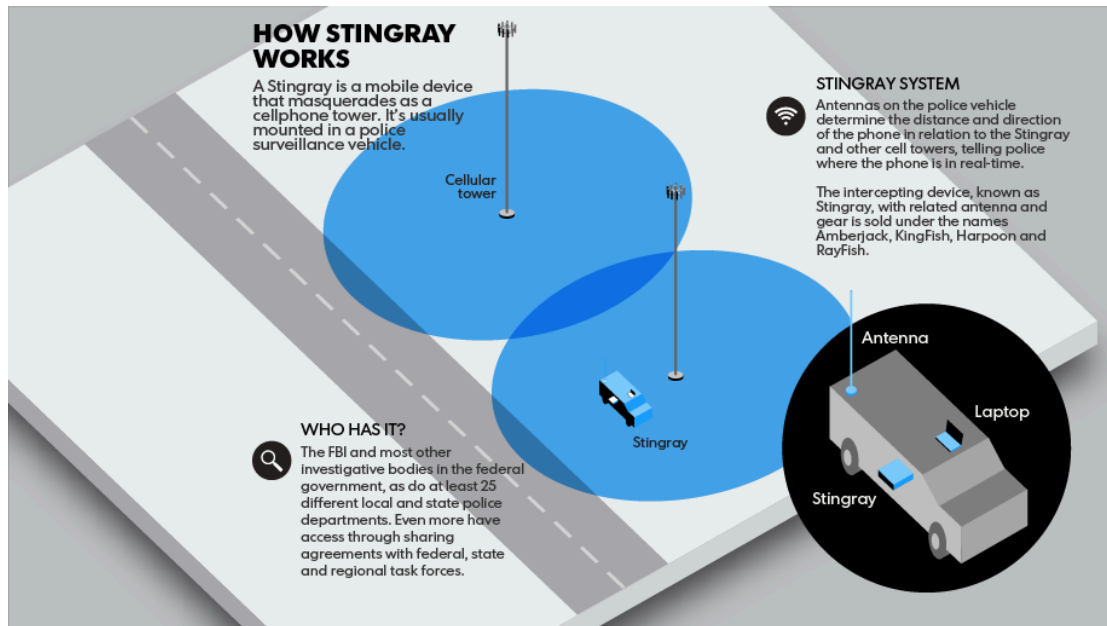 HOW STINGRAY
WORKS
A Stingray is a mobile device
that masquerades as a
cellphone tower. It's usually
mounted in a police
surveillance vehicle.
Cellular
tower
STINGRAY SYSTEM
Antennas on the police vehicle
determine the distance and direction
of the phone in relation to the Stingray
and other cell towers, telling police
where the phone is in real-time.
The intercepting device, known as
Stingray, with related antenna and
gear is sold under the names
Amberjack, KingFish, Harpoon and
RayFish.
Antenna
Laptop
Stingray
Stingray
WHO HAS IT?
The FBI and most other
investigative bodies in the federal
government, as do at least 25
different local and state police
departments. Even more have
access through sharing
agreements with federal, state
and regional task forces.